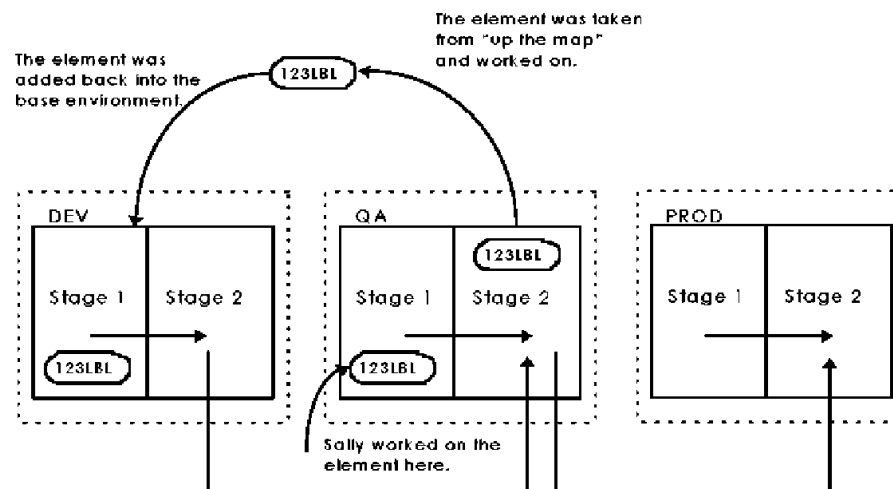 The element was taken
from "up the map"
and worked on.
The element was
added back into the
base environment.
123LBL
DEV
QA
PROD
123LBL
Stage 1
Stage 2
Stage 1
Stage 2
Stage 1
Stage 2
123LBL
123LBL
Sally worked on the
element here.